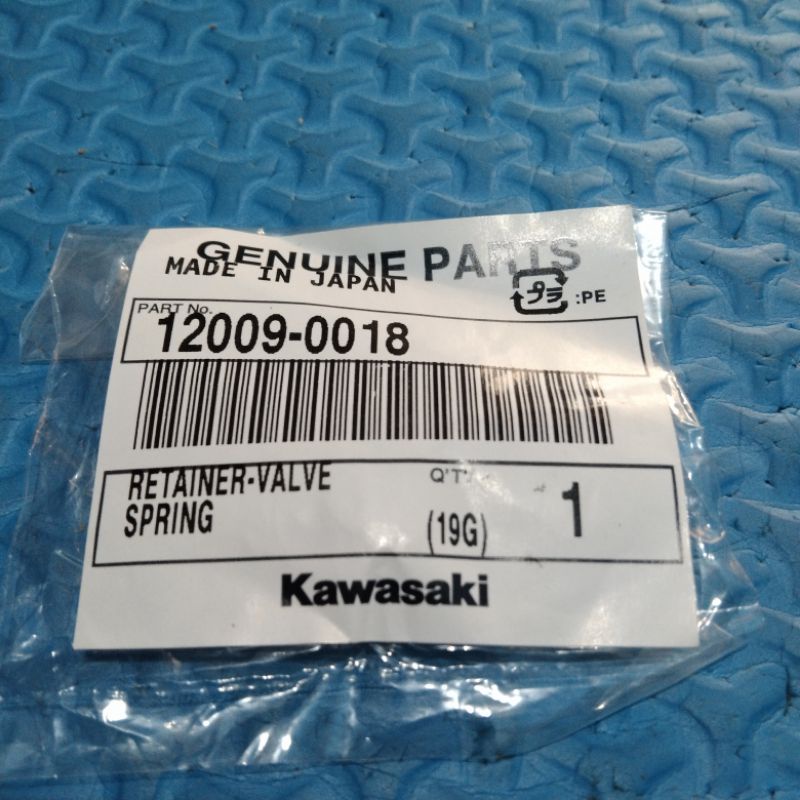 GENUINE PARTS
MADE IN JAPAN
プラ :PE
PART No.
12009-0018
RETAINER-VALVE Q'T'
SPRING (19G) 1
Kawasaki